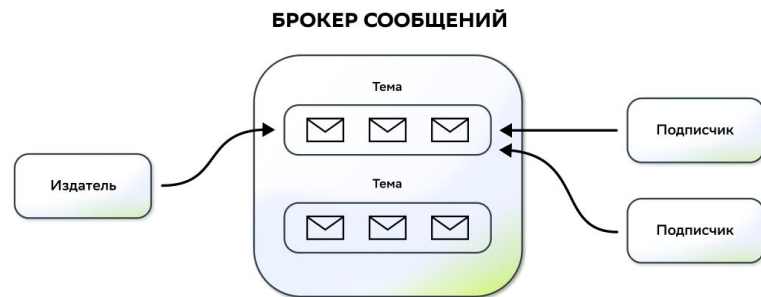 БРОКЕР СООБЩЕНИЙ
Тема
Издатель
Подписчик
Тема
Подписчик